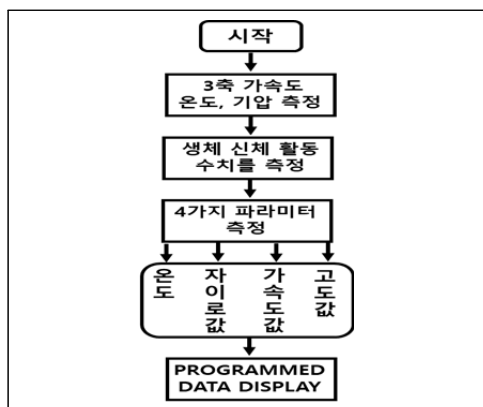 시작
3축 가속도
온도, 기압 측정
생체 신체 활동
수치를 측정
4가지 파라미터
측정
온도
자이로값
가속도값
고도값
PROGRAMMED
DATA DISPLAY